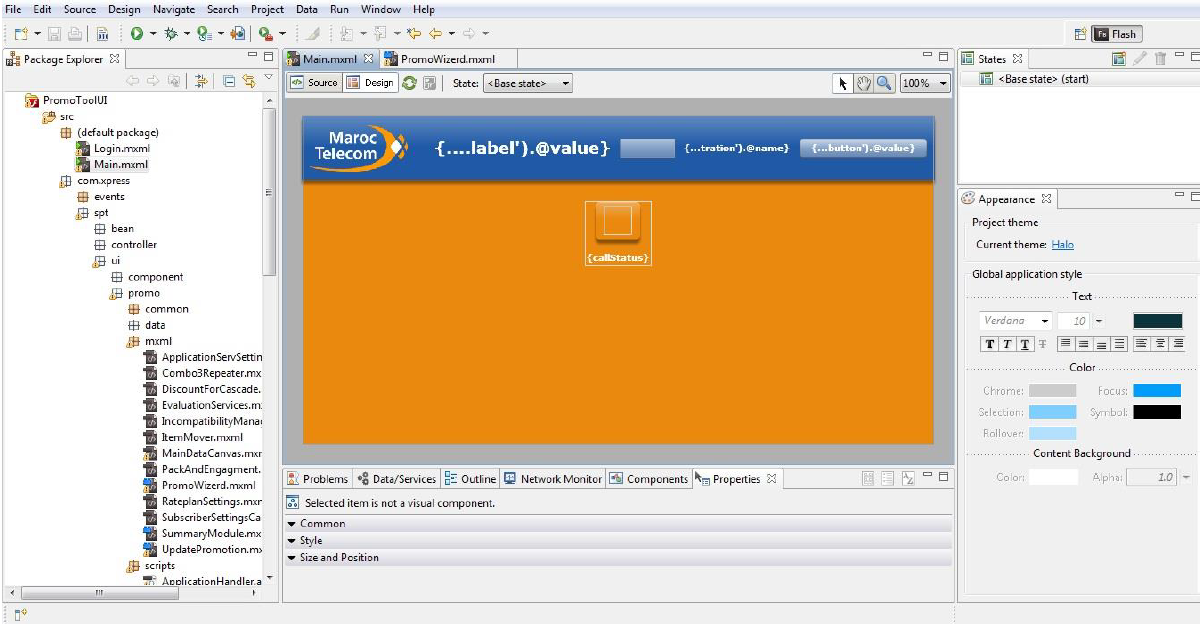 File Edit Source Design Navigate Search Project Data Run Window Help
Flash
Package Explorer
PromoToolUI
src
(default package)
Login.mxml
Main.mxml
com.xpress
events
spt
bean
controller
ui
component
promo
common
data
mxml
ApplicationServSettin
Combo3Repeater.mx
DiscountForCascade.
EvaluationServices.m
IncompatibilityManag
ItemMover.mxml
MainDataCanvas.mxm
PackAndEngagment.
PromoWizerd.mxml
RateplanSettings.mxm
SubscriberSettingsCa
SummaryModule.mx
UpdatePromotion.mx
scripts
ApplicationHandler.a
Main.mxml PromoWizerd.mxml
Source Design State: <Base state> 100%
Maroc
Telecom
{....label').@value} {...tration').@name} {...button').@value}
{callStatus}
Problems Data/Services Outline Network Monitor Components Properties
Selected item is not a visual component.
Common
Style
Size and Position
States
<Base state> (start)
Appearance
Project theme
Current theme: Halo
Global application style
Text
Verdana 10
T T T T
Color
Chrome: Focus:
Selection: Symbol:
Rollover:
Content Background
Color: Alpha: 1.0